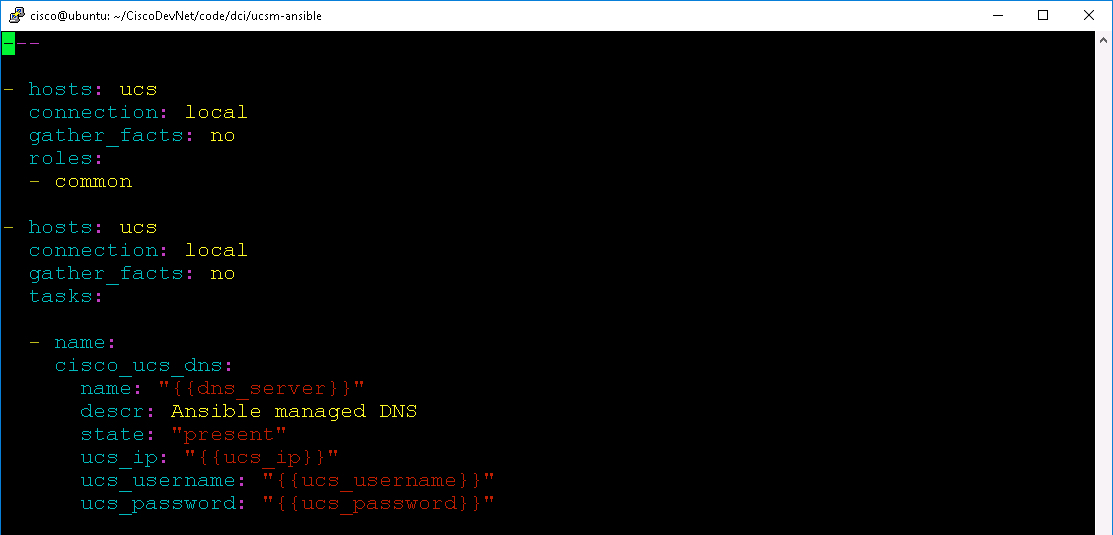 cisco@ubuntu: ~/CiscoDevNet/code/dci/ucsm-ansible
---
- hosts: ucs
  connection: local
  gather_facts: no
  roles:
  - common
- hosts: ucs
  connection: local
  gather_facts: no
  tasks:
  - name:
    cisco_ucs_dns:
      name: "{{dns_server}}"
      descr: Ansible managed DNS
      state: "present"
      ucs_ip: "{{ucs_ip}}"
      ucs_username: "{{ucs_username}}"
      ucs_password: "{{ucs_password}}"